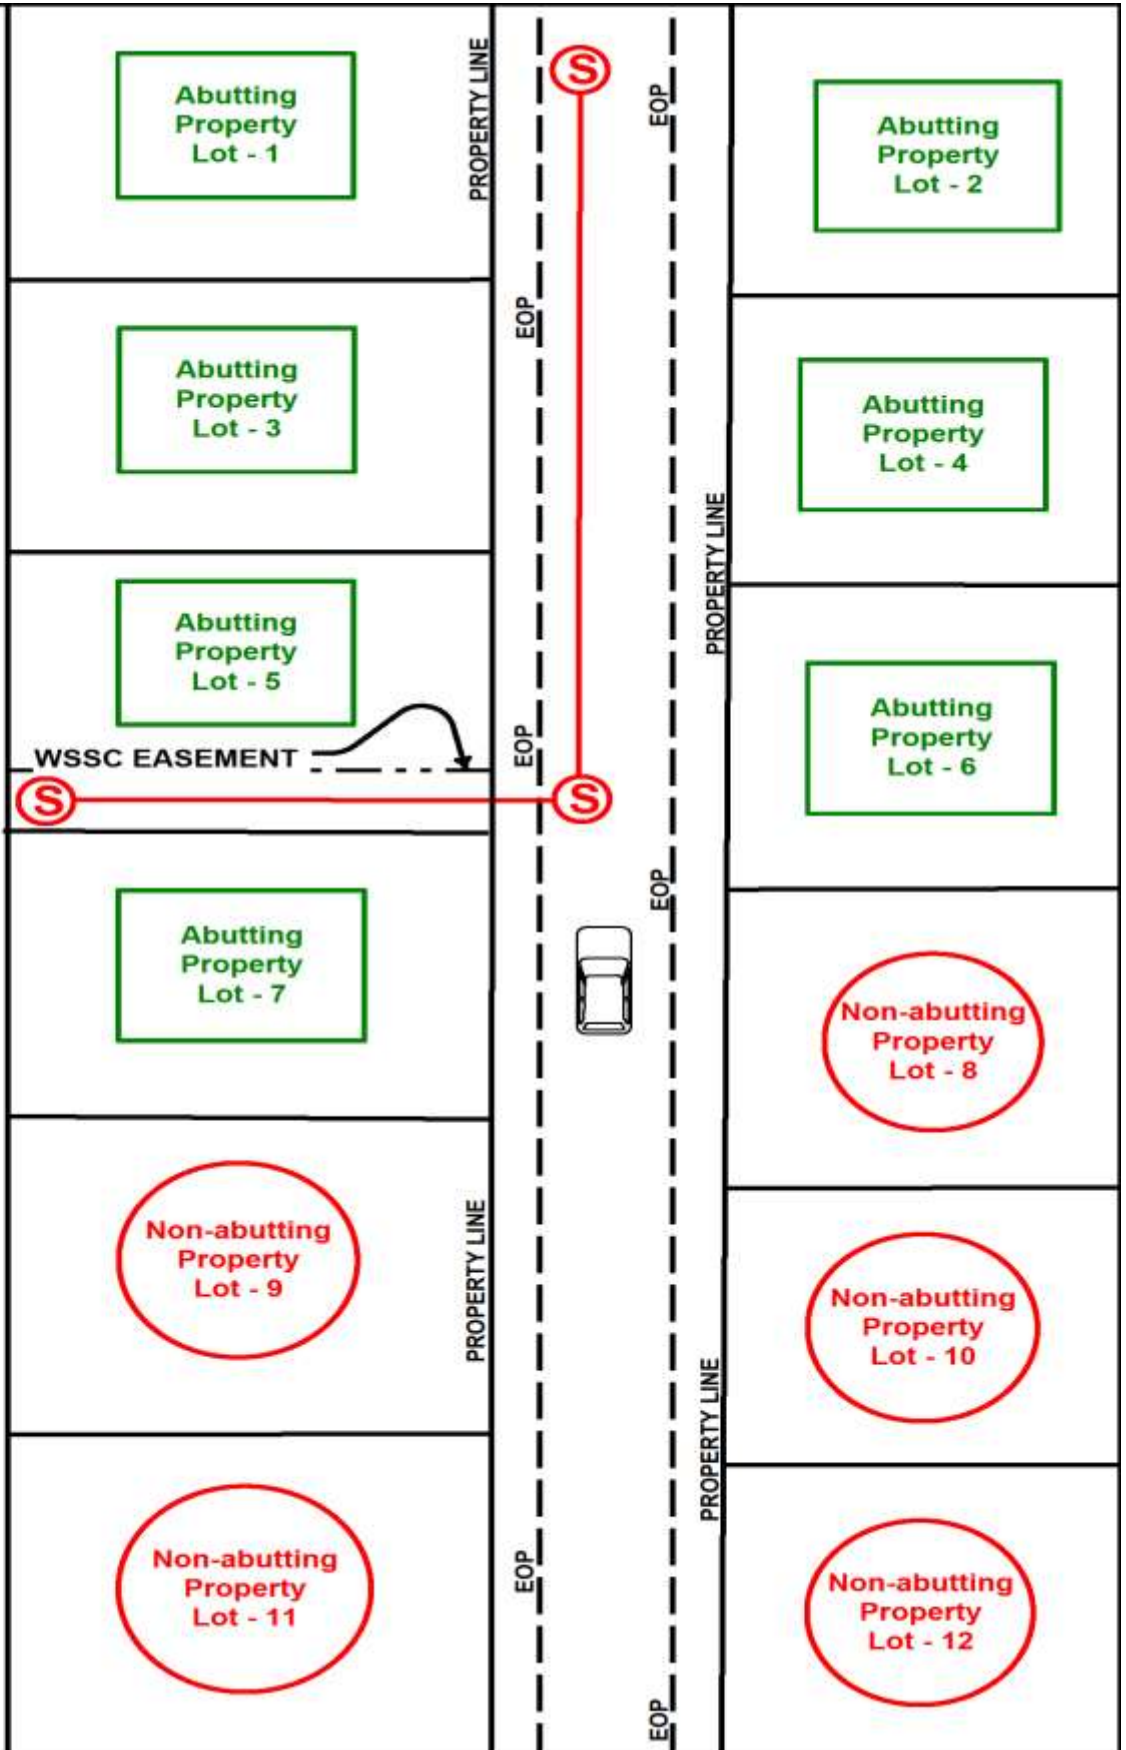 Abutting
Property
Lot - 1
PROPERTY LINE
S
EOP
Abutting
Property
Lot - 2
EOP
Abutting
Property
Lot - 3
Abutting
Property
Lot - 4
PROPERTY LINE
Abutting
Property
Lot - 5
EOP
WSSC EASEMENT
S
S
Abutting
Property
Lot - 6
EOP
Abutting
Property
Lot - 7
Non-abutting
Property
Lot - 8
Non-abutting
Property
Lot - 9
PROPERTY LINE
Non-abutting
Property
Lot - 10
PROPERTY LINE
Non-abutting
Property
Lot - 11
EOP
Non-abutting
Property
Lot - 12
EOP